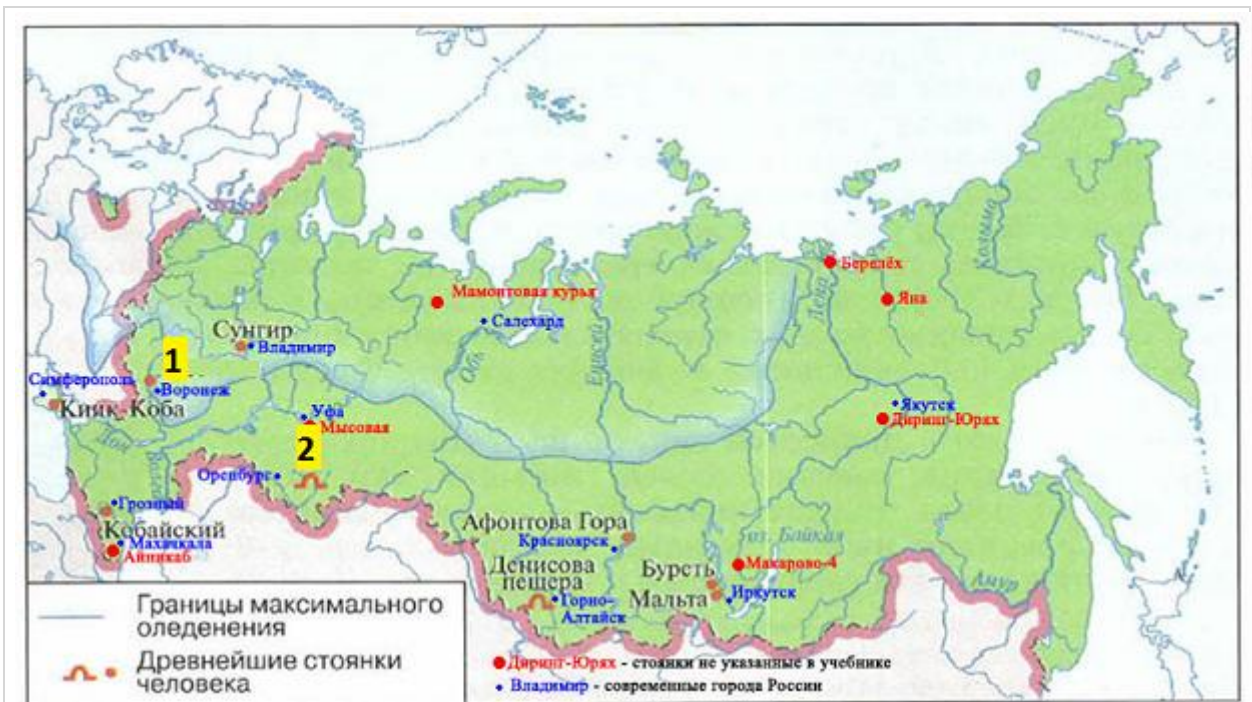 Берелёх
Колыма
Мамонтовая курья
Лена
Яна
Салехард
Обь
Енисей
Сунгир
Владимир
1
Симферополь
Воронеж
Кияк-Коба
Якутск
Диринг-Юрях
Уфа
Мысовая
Дон
2
Оренбург
Грозный
Кобайский
Махачкала
Айникаб
Афонтова Гора
Красноярск
оз. Байкал
Денисова
пещера
Макарово-4
Буреть
Амур
Мальта
Иркутск
Горно-
Алтайск
Границы максимального
оледенения
Древнейшие стоянки
человека
Диринг-Юрях - стоянки не указанные в учебнике
Владимир - современные города России